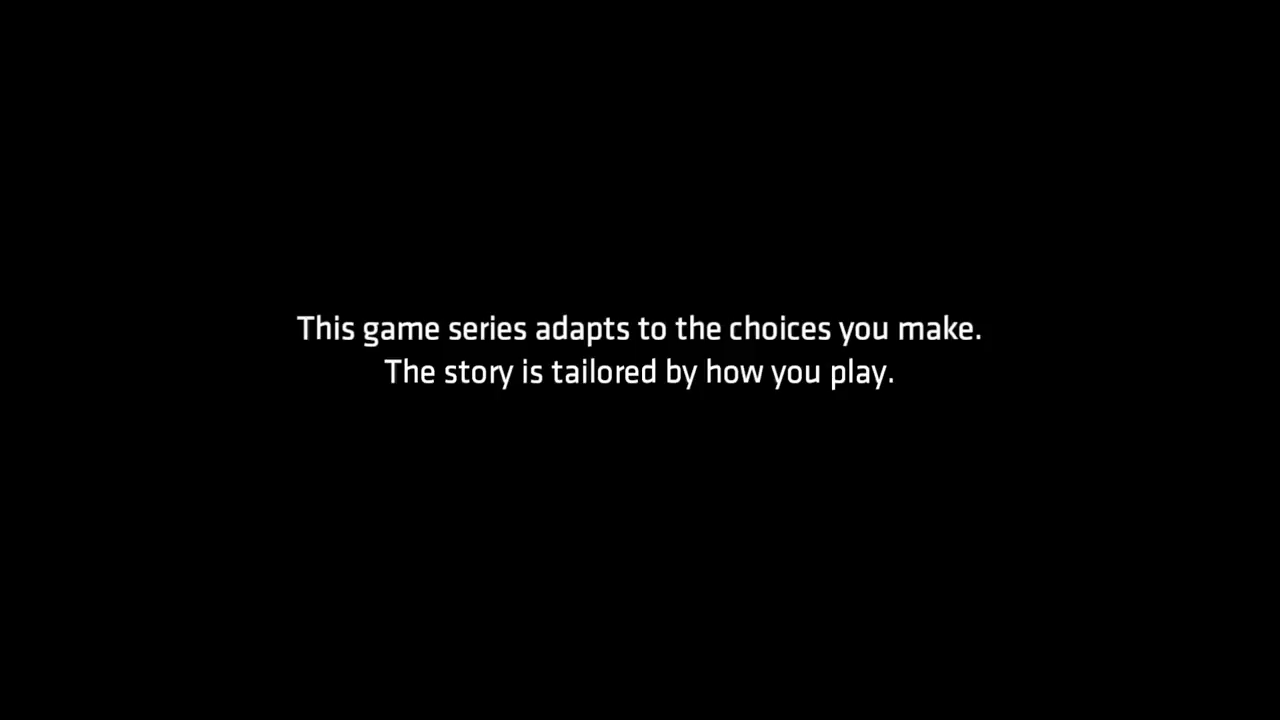 This game series adapts to the choices you make.
The story is tailored by how you play.